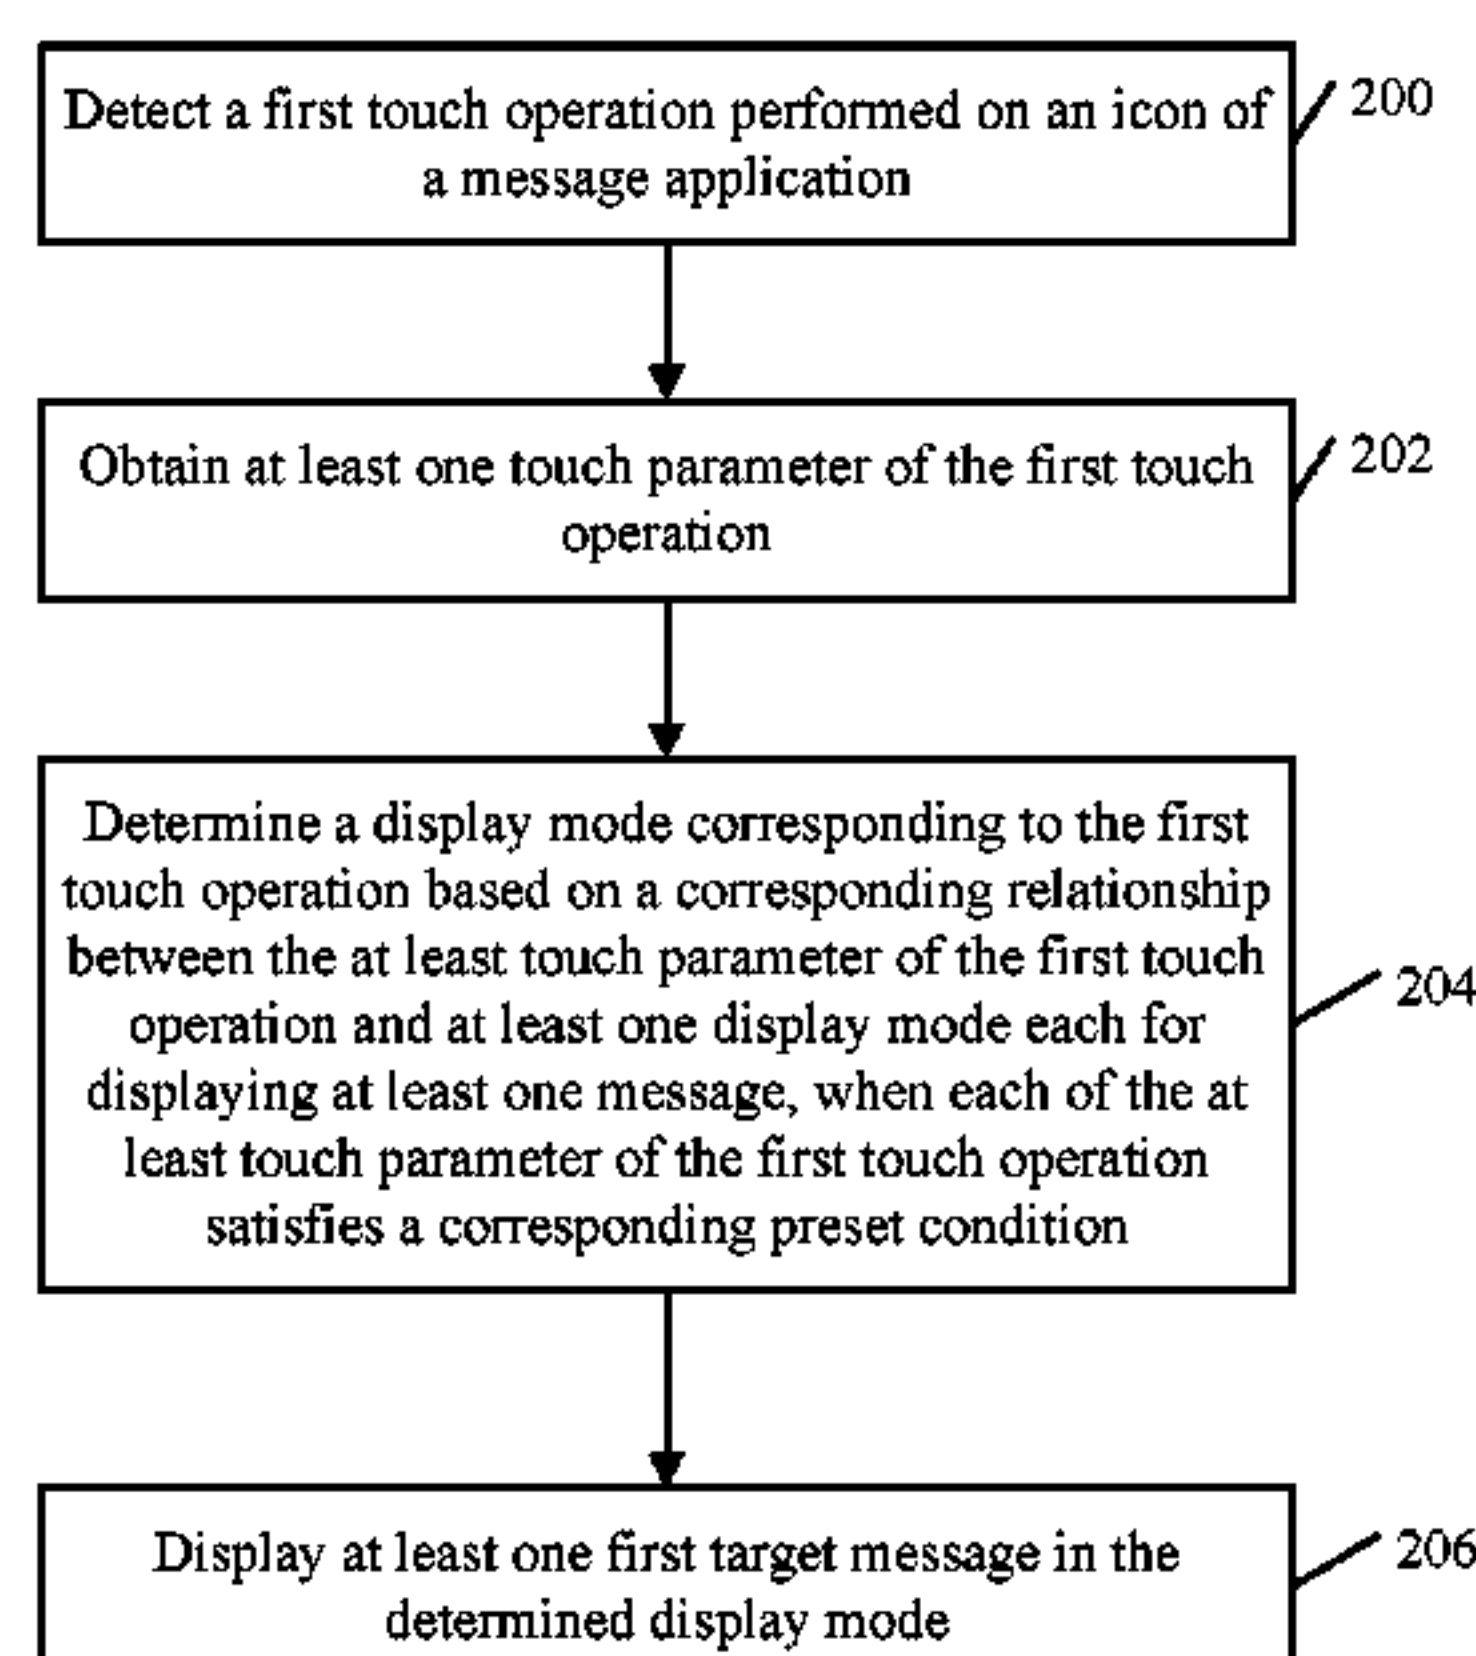 Detect a first touch operation performed on an icon of
a message application
200
Obtain at least one touch parameter of the first touch
operation
202
Determine a display mode corresponding to the first
touch operation based on a corresponding relationship
between the at least touch parameter of the first touch
operation and at least one display mode each for
displaying at least one message, when each of the at
least touch parameter of the first touch operation
satisfies a corresponding preset condition
204
Display at least one first target message in the
determined display mode
206